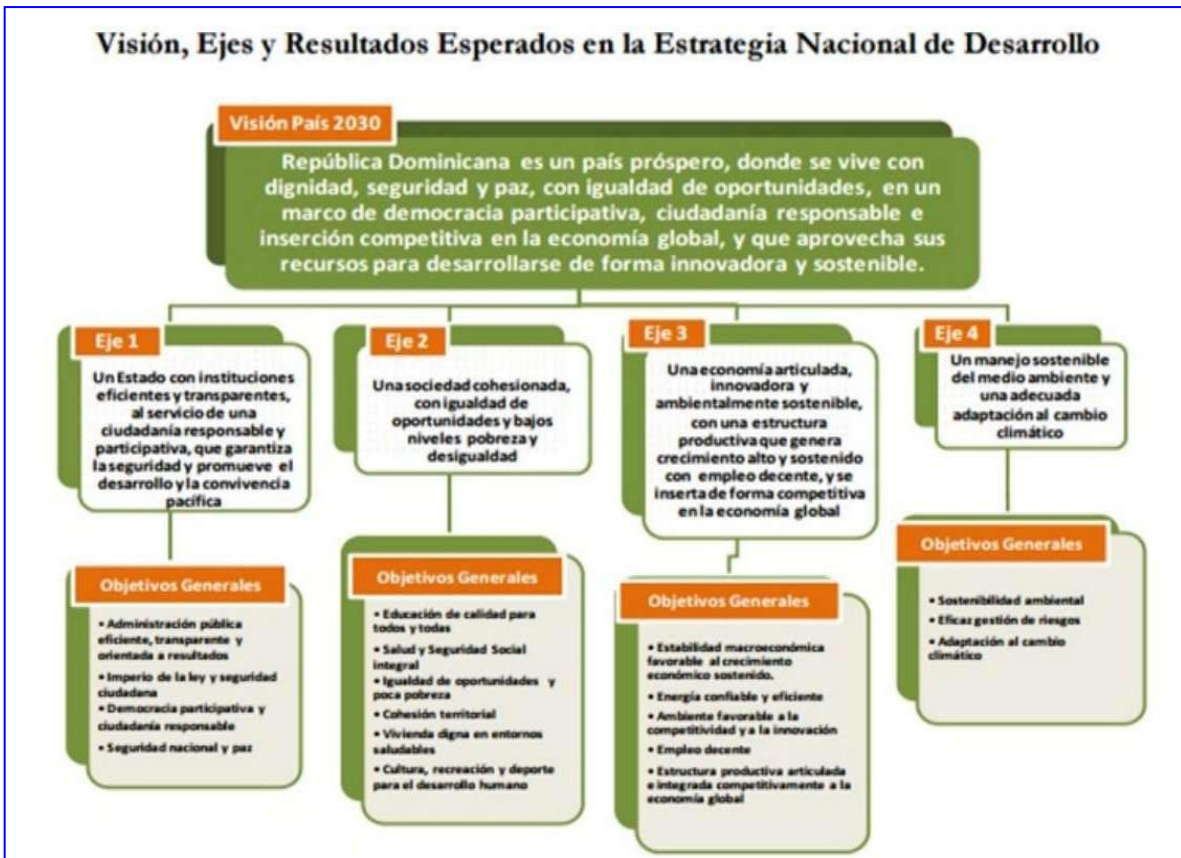 Visión, Ejes y Resultados Esperados en la Estrategia Nacional de Desarrollo
Visión País 2030
República Dominicana es un país próspero, donde se vive con
dignidad, seguridad y paz, con igualdad de oportunidades, en un
marco de democracia participativa, ciudadanía responsable e
inserción competitiva en la economía global, y que aprovecha sus
recursos para desarrollarse de forma innovadora y sostenible.
Eje 1
Un Estado con instituciones
eficientes y transparentes,
al servicio de una
ciudadanía responsable y
participativa, que garantiza
la seguridad y promueve el
desarrollo y la convivencia
pacífica
Eje 2
Una sociedad cohesionada,
con igualdad de
oportunidades y bajos
niveles pobreza y
desigualdad
Eje 3
Una economía articulada,
innovadora y
ambientalmente sostenible,
con una estructura
productiva que genera
crecimiento alto y sostenido
con empleo decente, y se
inserta de forma competitiva
en la economía global
Eje 4
Un manejo sostenible
del medio ambiente y
una adecuada
adaptación al cambio
climático
Objetivos Generales
• Administración pública
eficiente, transparente y
orientada a resultados
• Imperio de la ley y seguridad
ciudadana
• Democracia participativa y
ciudadanía responsable
• Seguridad nacional y paz
Objetivos Generales
• Educación de calidad para
todos y todas
• Salud y Seguridad Social
integral
• Igualdad de oportunidades y
poca pobreza
• Cohesión territorial
• Vivienda digna en entornos
saludables
• Cultura, recreación y deporte
para el desarrollo humano
Objetivos Generales
• Estabilidad macroeconómica
favorable al crecimiento
económico sostenido.
• Energía confiable y eficiente
• Ambiente favorable a la
competitividad y a la innovación
• Empleo decente
• Estructura productiva articulada
e integrada competitivamente a la
economía global
Objetivos Generales
• Sostenibilidad ambiental
• Eficaz gestión de riesgos
• Adaptación al cambio
climático